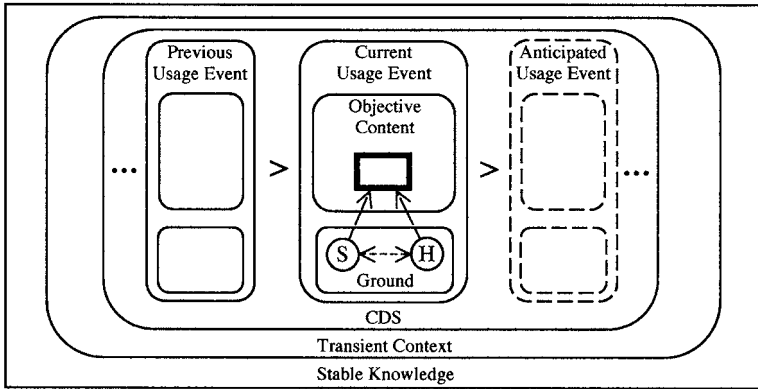 Previous
Usage Event
Current
Usage Event
Anticipated
Usage Event
Objective
Content
... > > ...
S H
Ground
CDS
Transient Context
Stable Knowledge